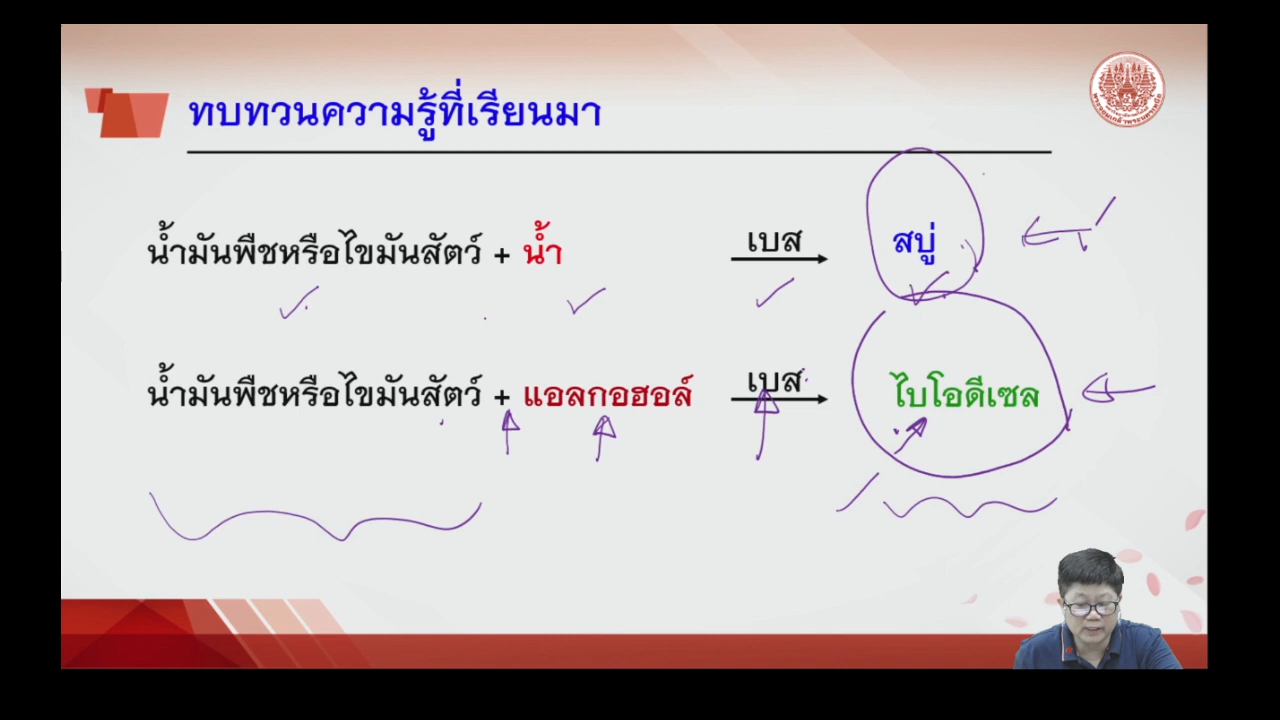 ทบทวนความรู้ที่เรียนมา
น้ำมันพืชหรือไขมันสัตว์ + น้ำ เบส สบู่
น้ำมันพืชหรือไขมันสัตว์ + แอลกอฮอล์ เบส ไบโอดีเซล